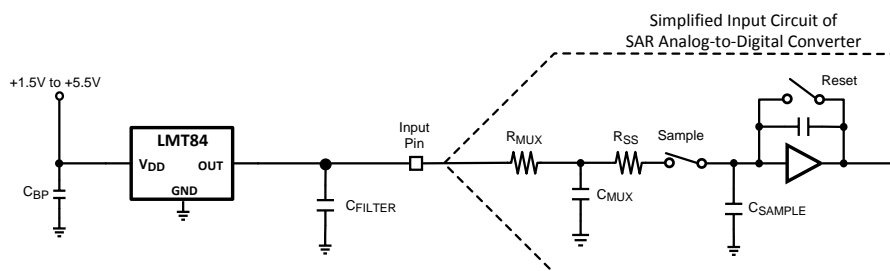 Simplified Input Circuit of
SAR Analog-to-Digital Converter
+1.5V to +5.5V
Reset
LMT84
Input
Pin
RMUX
RSS
Sample
VDD
OUT
GND
CBP
CFILTER
CMUX
CSAMPLE